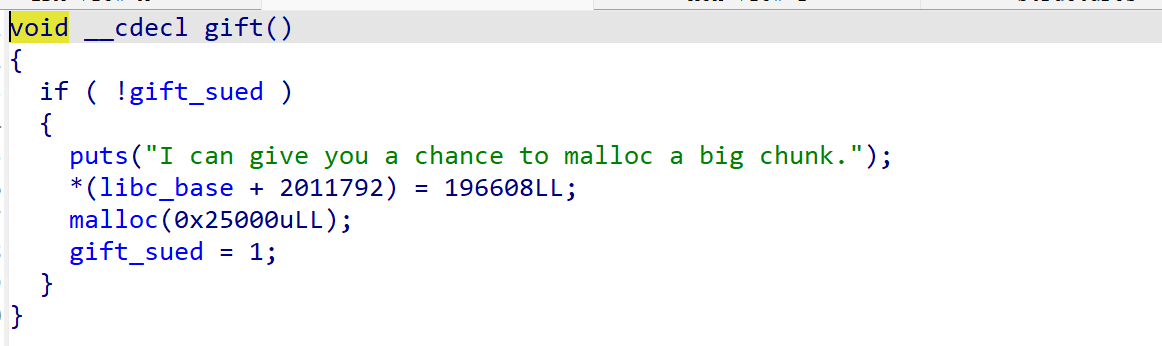 void __cdecl gift()
{
if ( !gift_sued )
{
puts("I can give you a chance to malloc a big chunk.");
*(libc_base + 2011792) = 196608LL;
malloc(0x25000uLL);
gift_sued = 1;
}
}